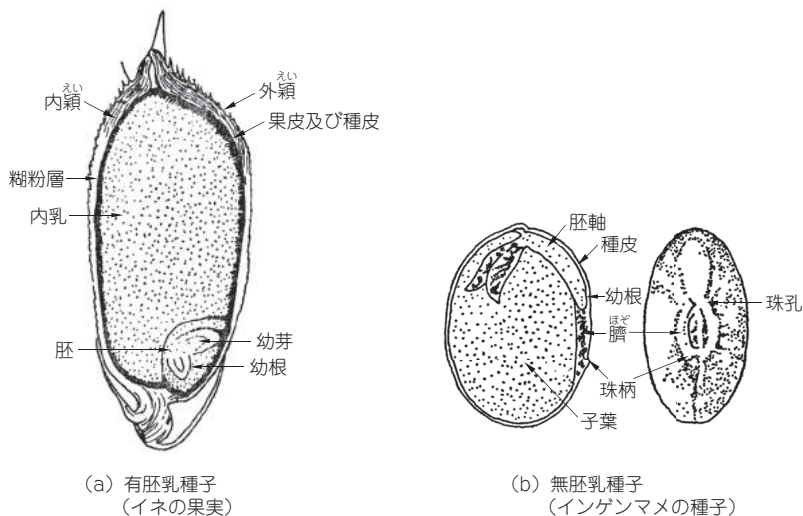 えい
内穎
えい
外穎
果皮及び種皮
糊粉層
内乳
胚
幼芽
幼根
胚軸
種皮
幼根
珠孔
ほぞ
臍
珠柄
子葉
(a) 有胚乳種子
(イネの果実)
(b) 無胚乳種子
(インゲンマメの種子)